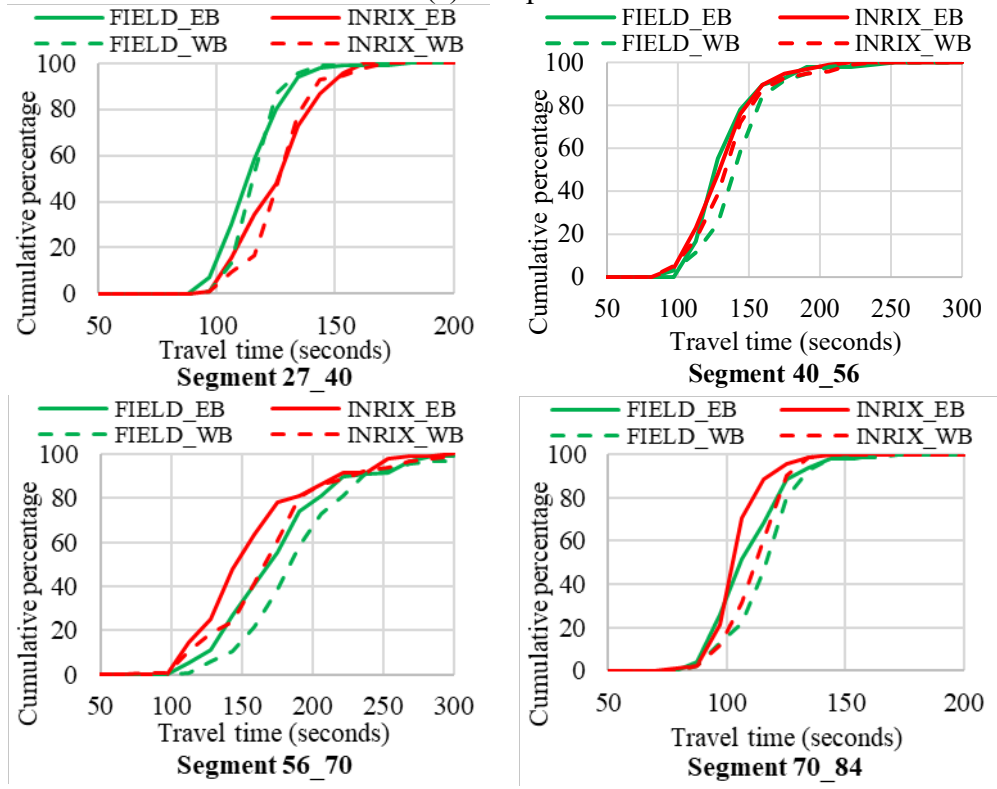 FIELD_EB INRIX_EB
FIELD_WB INRIX_WB
100
80
60
40
20
0
Cumulative percentage
50 100 150 200
Travel time (seconds)
Segment 27_40
FIELD_EB INRIX_EB
FIELD_WB INRIX_WB
100
80
60
40
20
0
Cumulative percentage
50 100 150 200 250 300
Travel time (seconds)
Segment 40_56
FIELD_EB INRIX_EB
FIELD_WB INRIX_WB
100
80
60
40
20
0
Cumulative percentage
50 100 150 200 250 300
Travel time (seconds)
Segment 56_70
FIELD_EB INRIX_EB
FIELD_WB INRIX_WB
100
80
60
40
20
0
Cumulative percentage
50 100 150 200
Travel time (seconds)
Segment 70_84